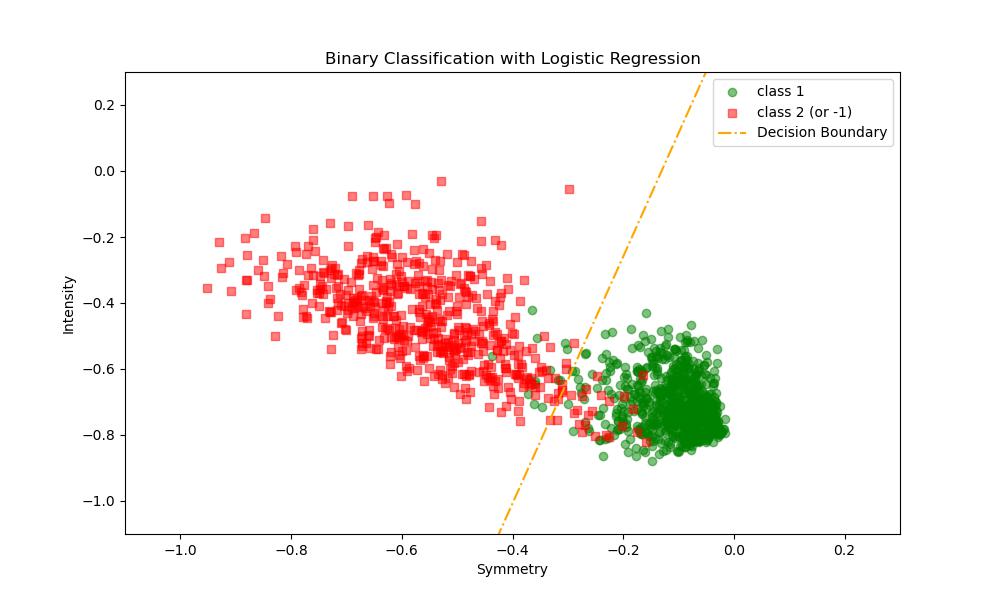 Binary Classification with Logistic Regression
class 1
class 2 (or -1)
Decision Boundary
0.2
0.0
−0.2
−0.4
−0.6
−0.8
−1.0
Intensity
−1.0 −0.8 −0.6 −0.4 −0.2 0.0 0.2
Symmetry